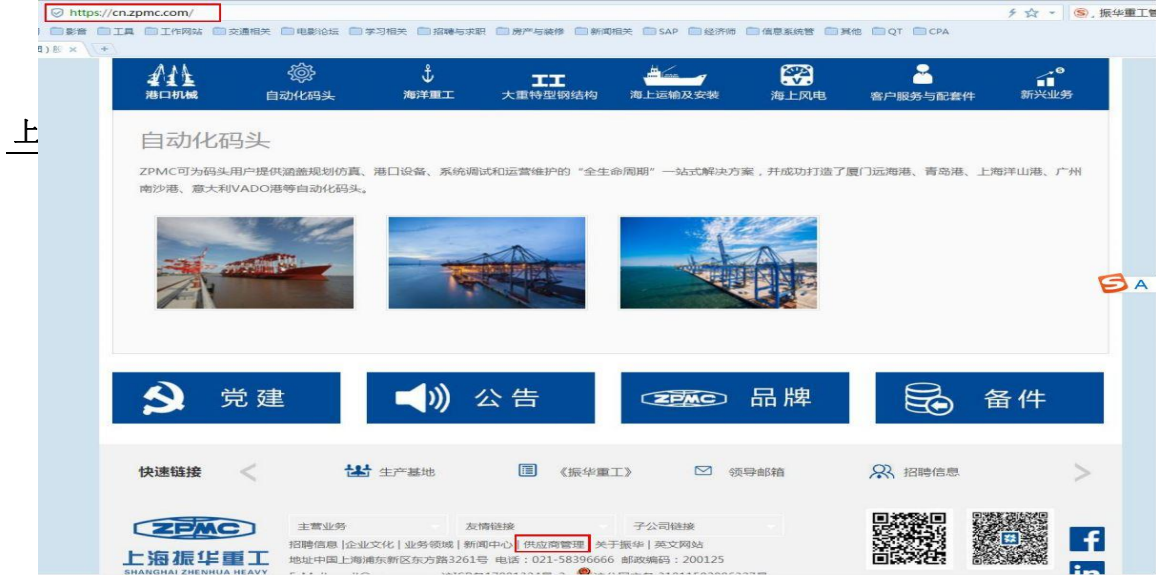 https://cn.zpmc.com/
振华重工管
影音 工具 工作网站 交通相关 电影论坛 学习相关 招聘与求职 房产与装修 新闻相关 SAP 经济师 信息系统管 其他 QT CPA
港口机械 自动化码头 海洋重工 大重特型钢结构 海上运输及安装 海上风电 客户服务与配套件 新兴业务
上
自动化码头
ZPMC可为码头用户提供涵盖规划仿真、港口设备、系统调试和运营维护的“全生命周期”一站式解决方案，并成功打造了厦门远海港、青岛港、上海洋山港、广州
南沙港、意大利VADO港等自动化码头。
A
党建 公告 ZPMC 品牌 备件
快速链接 < 生产基地 《振华重工》 领导邮箱 招聘信息 >
ZPMC
主营业务 友情链接 子公司链接
招聘信息 |企业文化 | 业务领域 | 新闻中心 | 供应商管理 | 关于振华 | 英文网站
上海振华重工
地址中国上海浦东新区东方路3261号 电话：021-58396666 邮政编码：200125
SHANGHAI ZHENHUA HEAVY